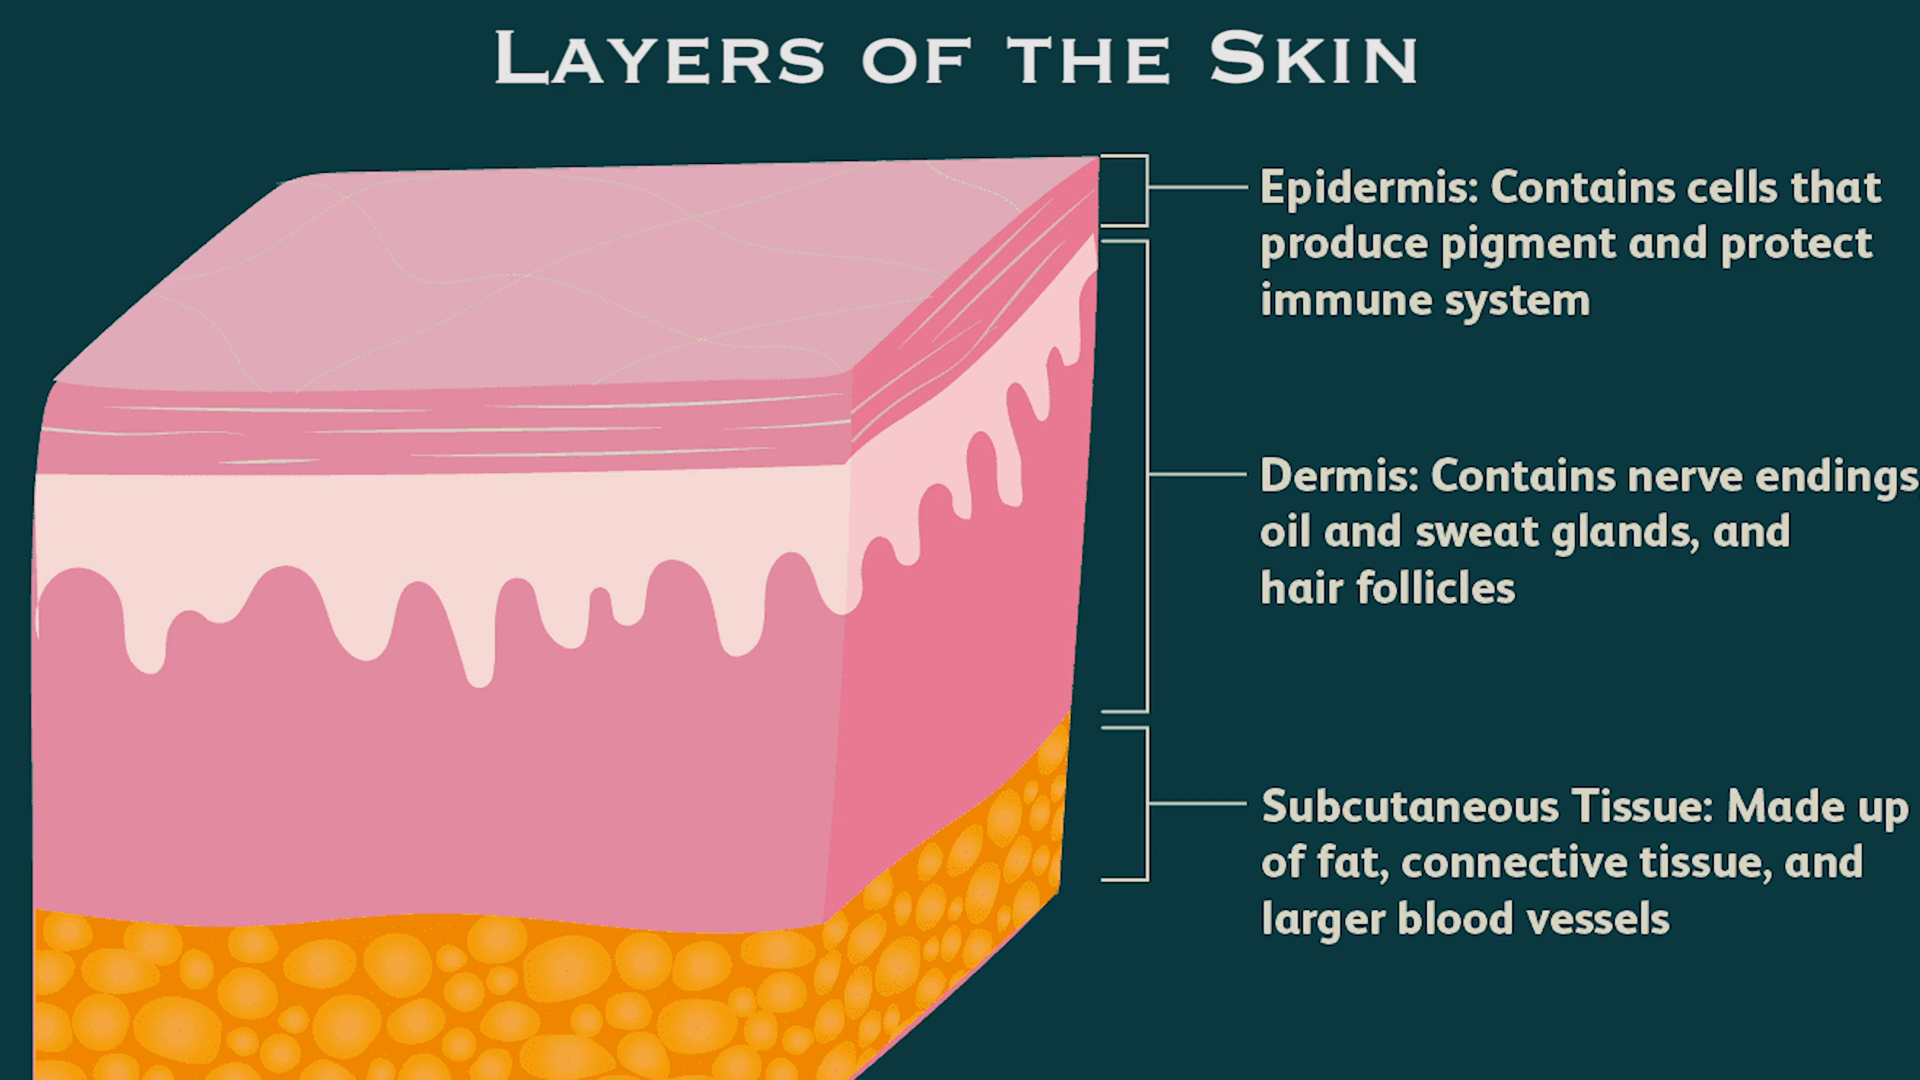 LAYERS OF THE SKIN
Epidermis: Contains cells that
produce pigment and protect
immune system
Dermis: Contains nerve endings
oil and sweat glands, and
hair follicles
Subcutaneous Tissue: Made up
of fat, connective tissue, and
larger blood vessels